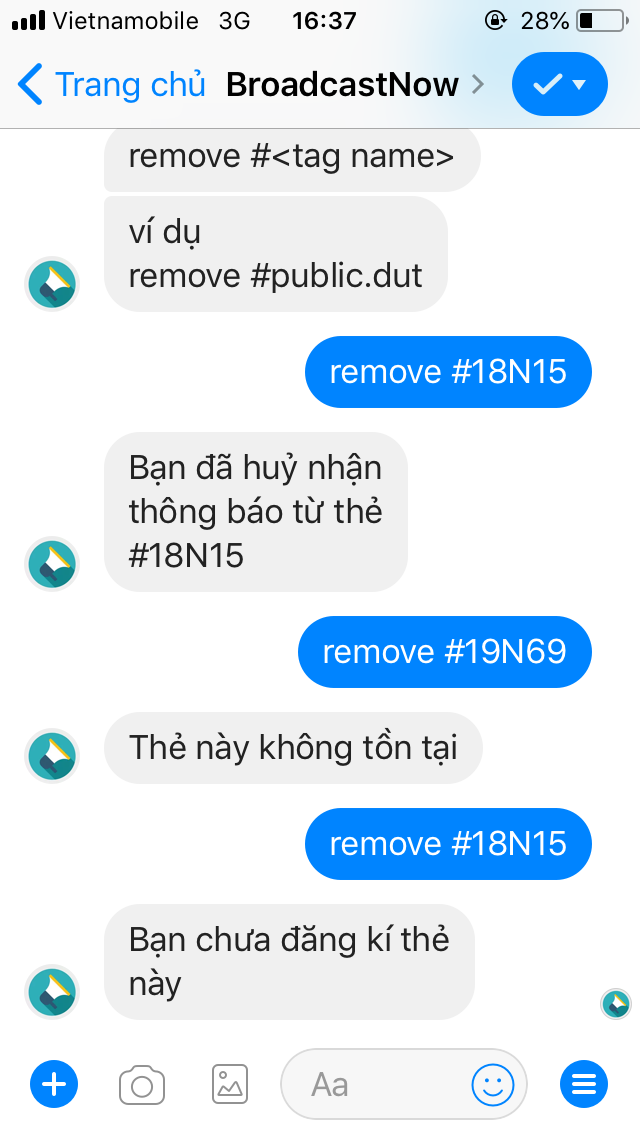 Vietnamobile 3G 16:37 28%
Trang chủ BroadcastNow
remove #<tag name>
ví dụ
remove #public.dut
remove #18N15
Bạn đã huỷ nhận
thông báo từ thẻ
#18N15
remove #19N69
Thẻ này không tồn tại
remove #18N15
Bạn chưa đăng kí thẻ
này
Aa